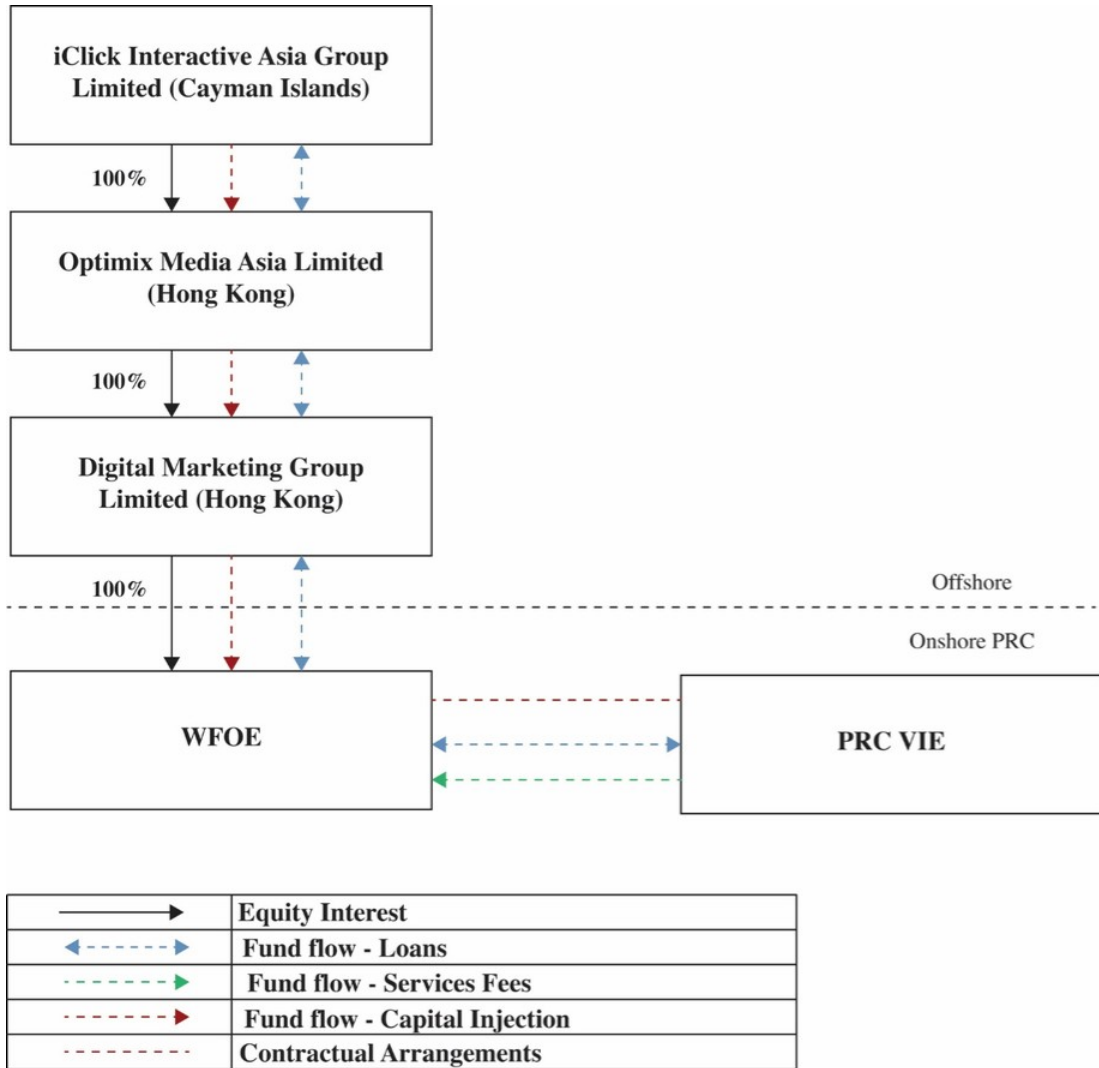 iClick Interactive Asia Group
Limited (Cayman Islands)
100%
Optimix Media Asia Limited
(Hong Kong)
100%
Digital Marketing Group
Limited (Hong Kong)
100%
Offshore
Onshore PRC
WFOE
PRC VIE
Equity Interest
Fund flow - Loans
Fund flow - Services Fees
Fund flow - Capital Injection
Contractual Arrangements